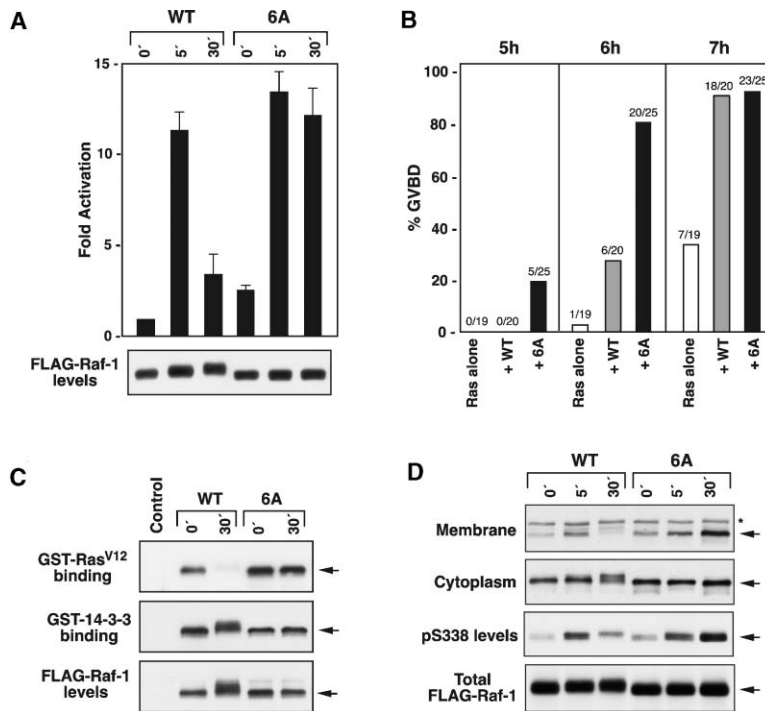 A
WT 6A
0´ 5´ 30´ 0´ 5´ 30´
15 -
10 -
5 -
0 -
Fold Activation
FLAG-Raf-1
levels
B
5h 6h 7h
100 -
80 -
60 -
40 -
20 -
0 -
% GVBD
0/19 0/20 5/25 1/19 6/20 20/25 7/19 18/20 23/25
Ras alone + WT + 6A Ras alone + WT + 6A Ras alone + WT + 6A
C
Control
WT 6A
0´ 30´ 0´ 30´
GST-RasV12
binding
GST-14-3-3
binding
FLAG-Raf-1
levels
D
WT 6A
0´ 5´ 30´ 0´ 5´ 30´
Membrane
*
Cytoplasm
pS338 levels
Total
FLAG-Raf-1